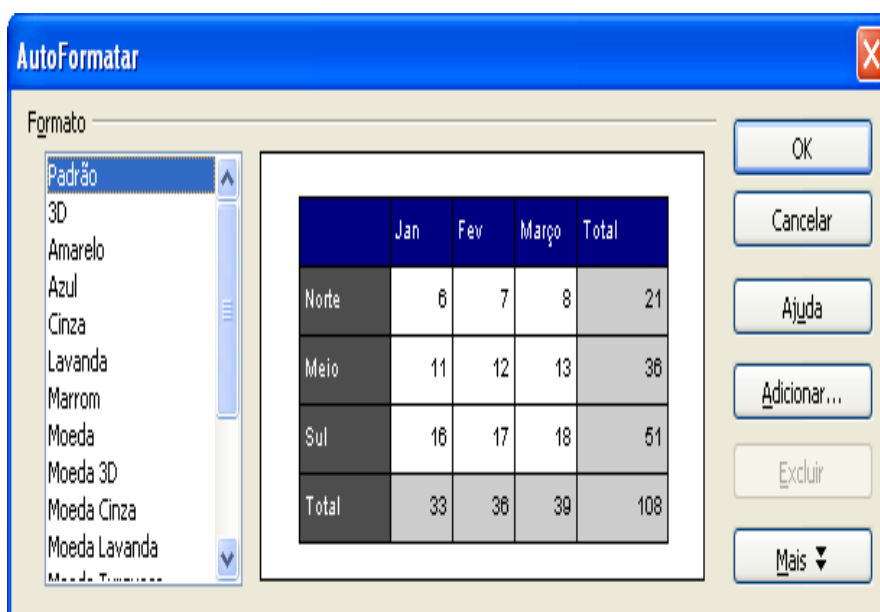 AutoFormatar
Formato
Padrão
3D
Amarelo
Azul
Cinza
Lavanda
Marrom
Moeda
Moeda 3D
Moeda Cinza
Moeda Lavanda
Jan Fev Março Total
Norte 6 7 8 21
Meio 11 12 13 36
Sul 16 17 18 51
Total 33 36 39 108
OK
Cancelar
Ajuda
Adicionar...
Excluir
Mais